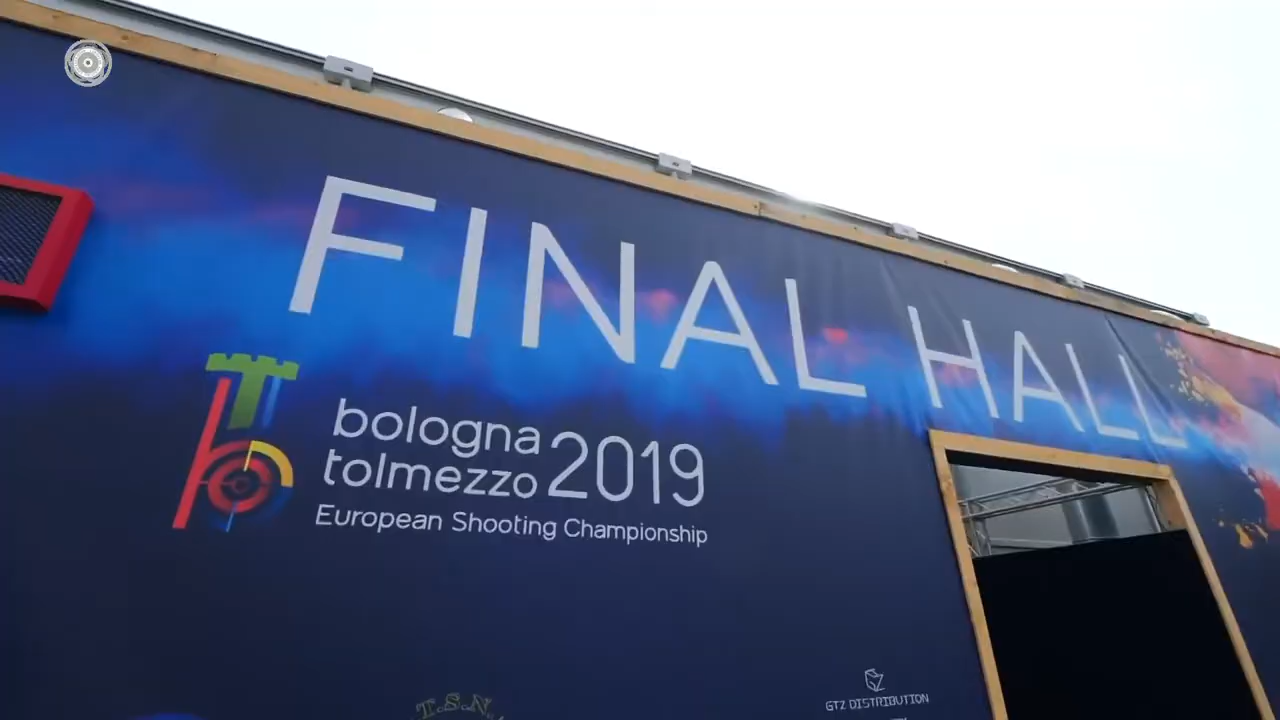 FINAL HALL
bologna
tolmezzo 2019
European Shooting Championship
T.S.N.
GTZ DISTRIBUTION